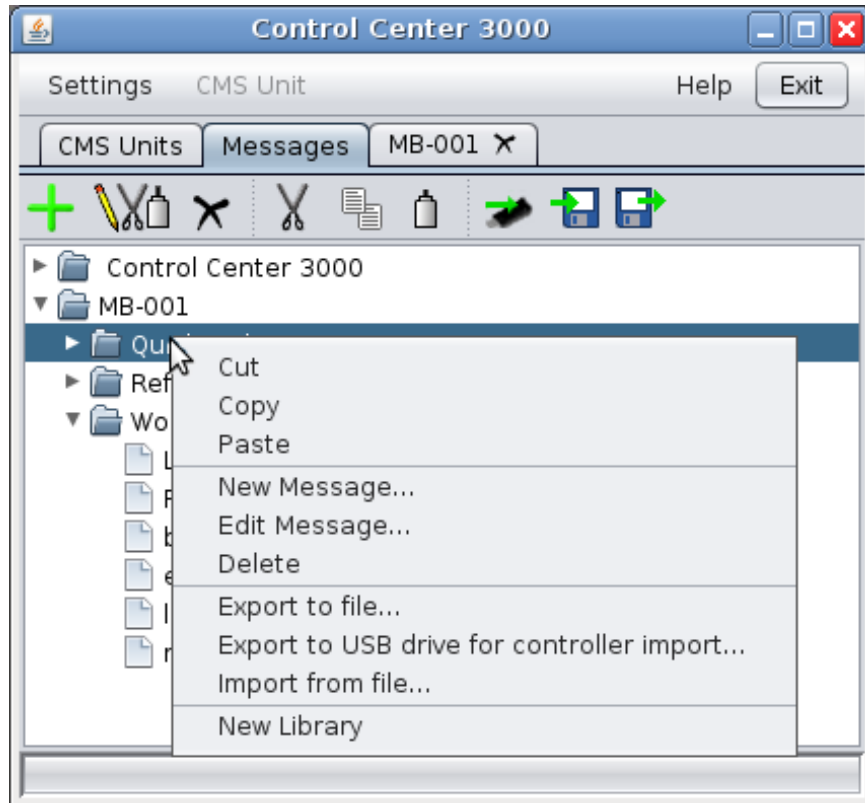 Control Center 3000
Settings CMS Unit Help Exit
CMS Units Messages MB-001
Control Center 3000
MB-001
Cut
Copy
Paste
New Message...
Edit Message...
Delete
Export to file...
Export to USB drive for controller import...
Import from file...
New Library